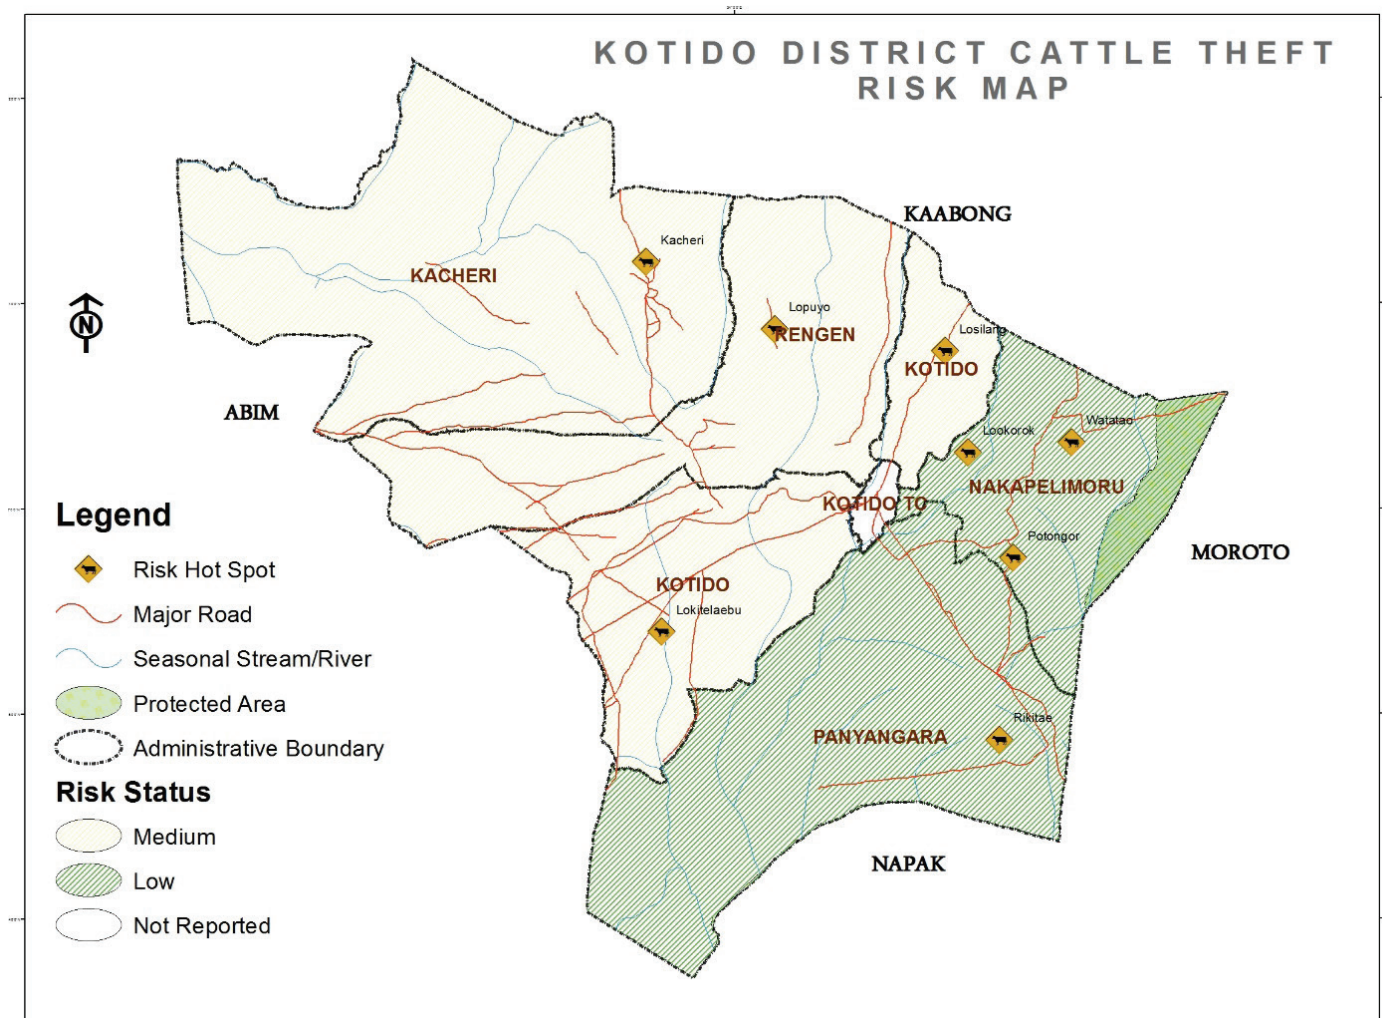 KOTIDO DISTRICT CATTLE THEFT
RISK MAP
KAABONG
Kacheri
KACHERI
Lopuyo
RENGEN
Losilang
KOTIDO
N
ABIM
Watatao
Lookorok
NAKAPELIMORU
KOTIDO TC
Potongor
MOROTO
KOTIDO
Lokitelaebu
Rikitae
PANYANGARA
NAPAK
Legend
Risk Hot Spot
Major Road
Seasonal Stream/River
Protected Area
Administrative Boundary
Risk Status
Medium
Low
Not Reported